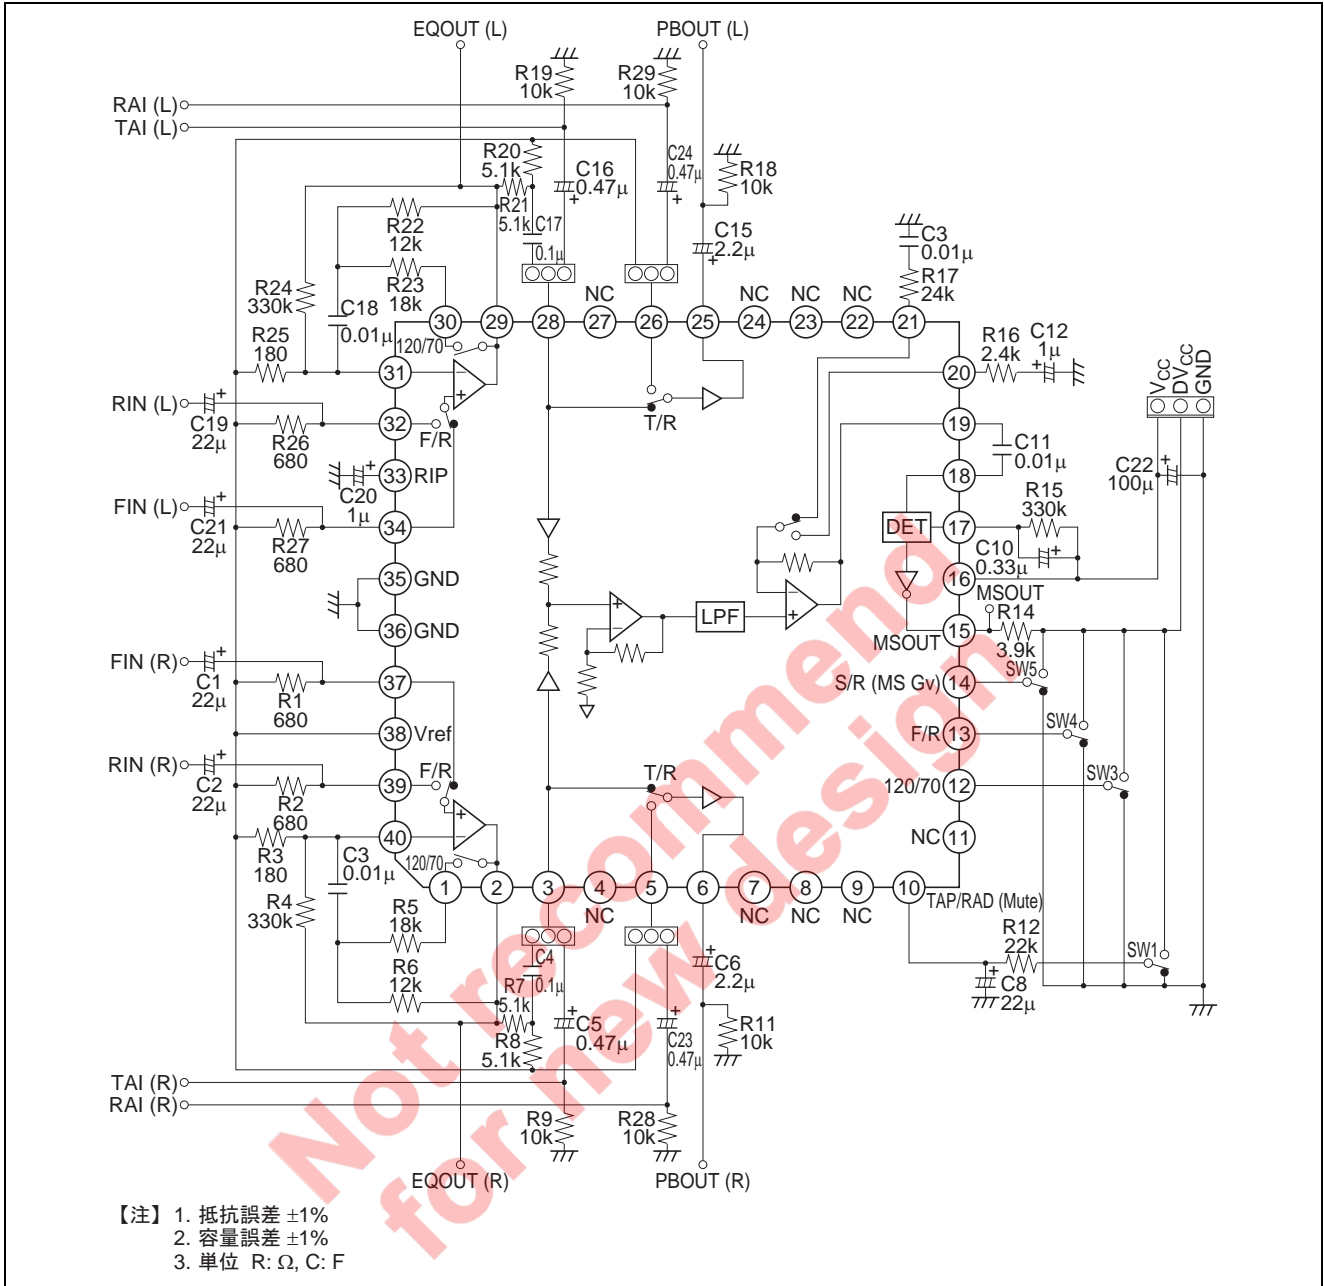 EQOUT (L)
PBOUT (L)
R19
10k
R29
10k
RAI (L)
TAI (L)
R20
5.1k
C16
0.47μ
C24
0.47μ
R18
10k
R21
5.1k
C17
0.1μ
R22
12k
R23
18k
C15
2.2μ
C3
0.01μ
R17
24k
R24
330k
C18
0.01μ
R25
180
NC
NC
NC
NC
30
29
28
27
26
25
24
23
22
21
120/70
R16
2.4k
C12
1μ
31
20
VCC
DVCC
GND
RIN (L)
C19
22μ
R26
680
32
F/R
T/R
19
C11
0.01μ
C22
100μ
33
RIP
C20
1μ
18
FIN (L)
C21
22μ
R27
680
34
DET
17
R15
330k
C10
0.33μ
35
GND
16
MSOUT
36
GND
LPF
15
MSOUT
R14
3.9k
FIN (R)
C1
22μ
R1
680
37
S/R (MS Gv)
14
SW5
38
Vref
F/R
13
SW4
RIN (R)
C2
22μ
R2
680
39
F/R
T/R
120/70
12
SW3
40
R3
180
C3
0.01μ
120/70
NC
11
1
2
3
4
5
6
7
8
9
10
NC
NC
NC
NC
TAP/RAD (Mute)
R4
330k
R5
18k
R6
12k
C4
0.1μ
R7
5.1k
R8
5.1k
C5
0.47μ
C23
0.47μ
C6
2.2μ
R11
10k
R12
22k
SW1
C8
22μ
TAI (R)
RAI (R)
R9
10k
R28
10k
EQOUT (R)
PBOUT (R)
Not recommend
for new design
【注】 1. 抵抗誤差 ±1%
2. 容量誤差 ±1%
3. 単位 R: Ω, C: F